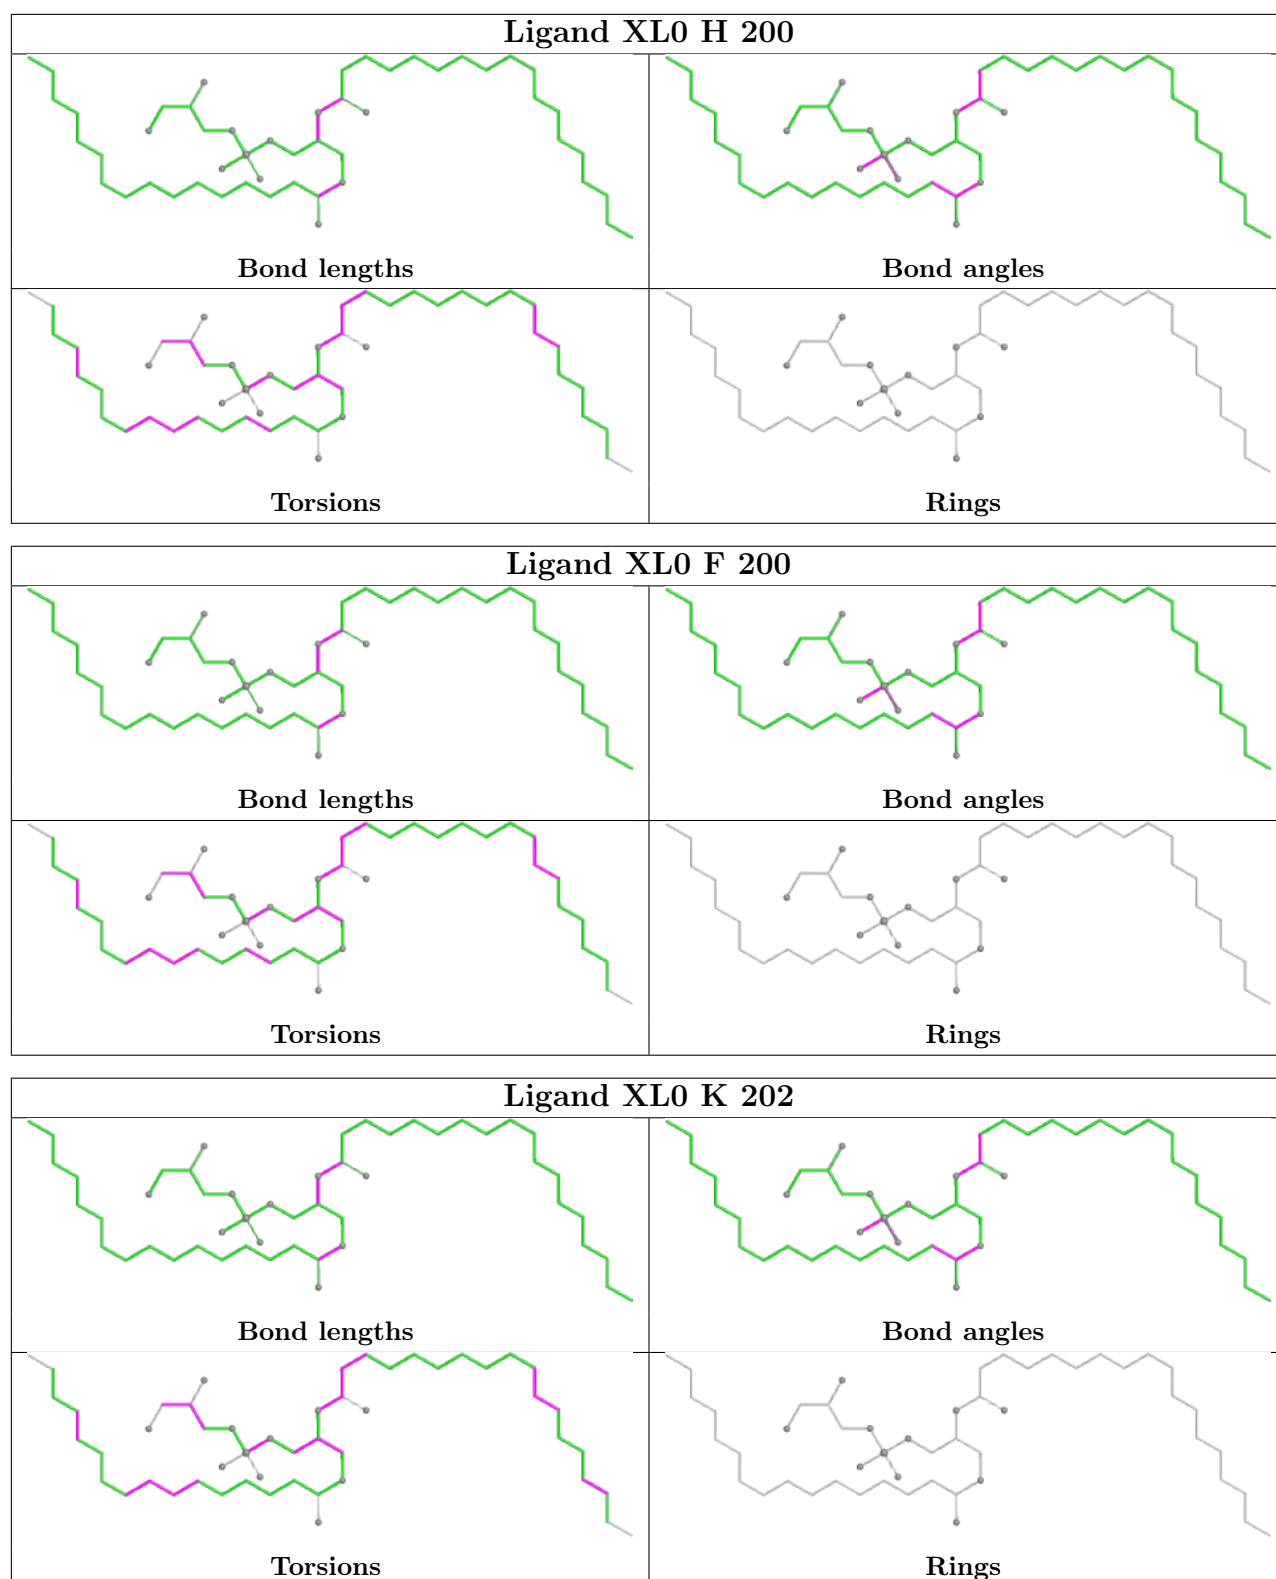 Ligand XL0 H 200
Bond lengths
Bond angles
Torsions
Rings
Ligand XL0 F 200
Bond lengths
Bond angles
Torsions
Rings
Ligand XL0 K 202
Bond lengths
Bond angles
Torsions
Rings